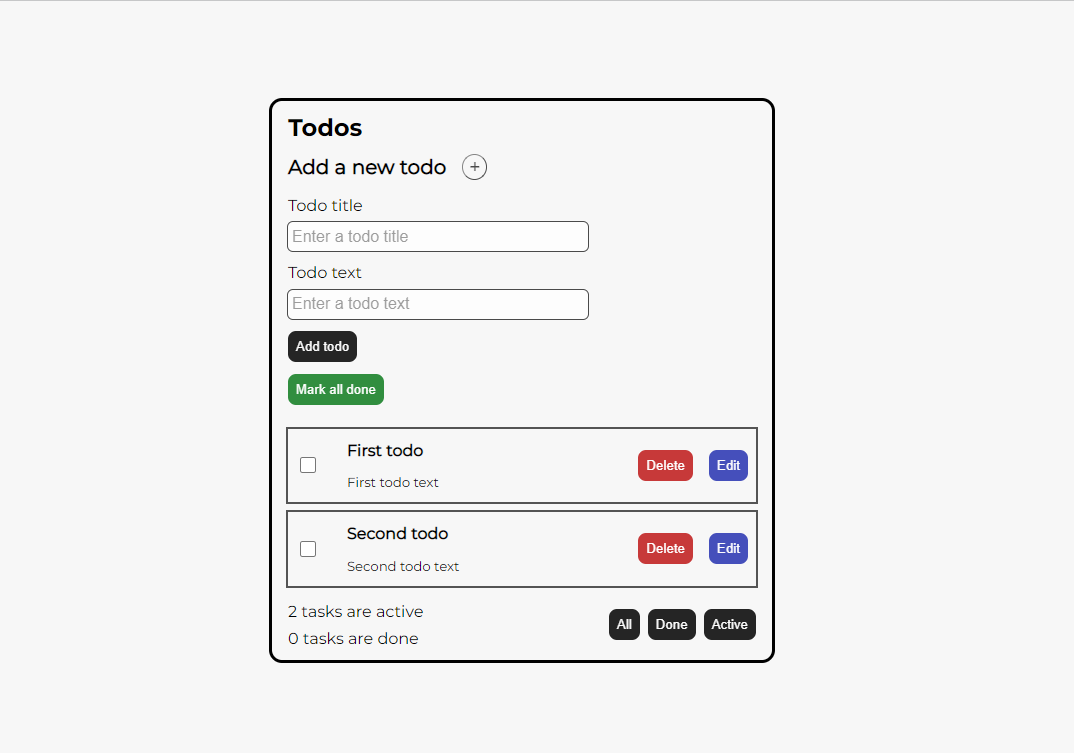 Todos
Add a new todo +
Todo title
Enter a todo title
Todo text
Enter a todo text
Add todo
Mark all done
First todo
First todo text
Delete Edit
Second todo
Second todo text
Delete Edit
2 tasks are active
0 tasks are done
All Done Active